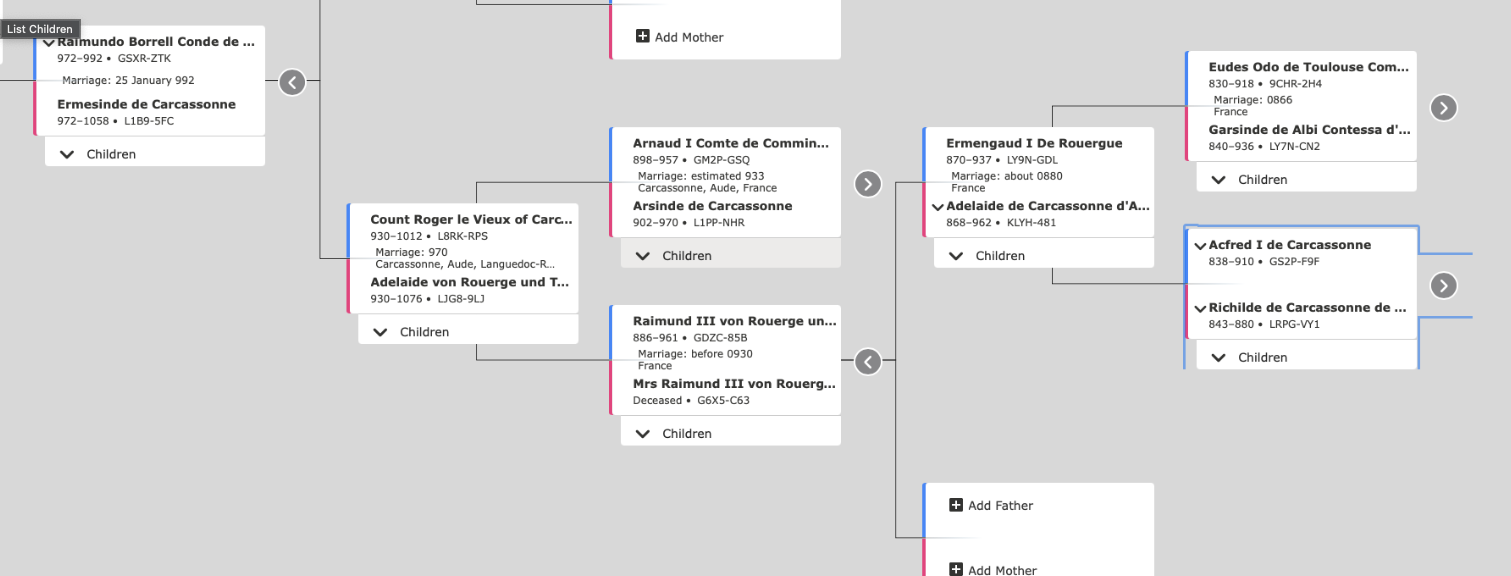 List Children
Raimundo Borrell Conde de ...
972–992 • GSXR-ZTK
Marriage: 25 January 992
Ermesinde de Carcassonne
972–1058 • L1B9-5FC
Children
Count Roger le Vieux of Carc...
930–1012 • L8RK-RPS
Marriage: 970
Carcassonne, Aude, Languedoc-R...
Adelaide von Rouerge und T...
930–1076 • LJG8-9LJ
Children
Add Mother
Arnaud I Comte de Commin...
898–957 • GM2P-GSQ
Marriage: estimated 933
Carcassonne, Aude, France
Arsinde de Carcassonne
902–970 • L1PP-NHR
Children
Raimund III von Rouerge un...
886–961 • GDZC-85B
Marriage: before 0930
France
Mrs Raimund III von Rouerg...
Deceased • G6X5-C63
Children
Ermengaud I De Rouergue
870–937 • LY9N-GDL
Marriage: about 0880
France
Adelaide de Carcassonne d'A...
868–962 • KLYH-481
Children
Add Father
Add Mother
Eudes Odo de Toulouse Com...
830–918 • 9CHR-2H4
Marriage: 0866
France
Garsinde de Albi Contessa d'...
840–936 • LY7N-CN2
Children
Acfred I de Carcassonne
838–910 • GS2P-F9F
Richilde de Carcassonne de ...
843–880 • LRPG-VY1
Children